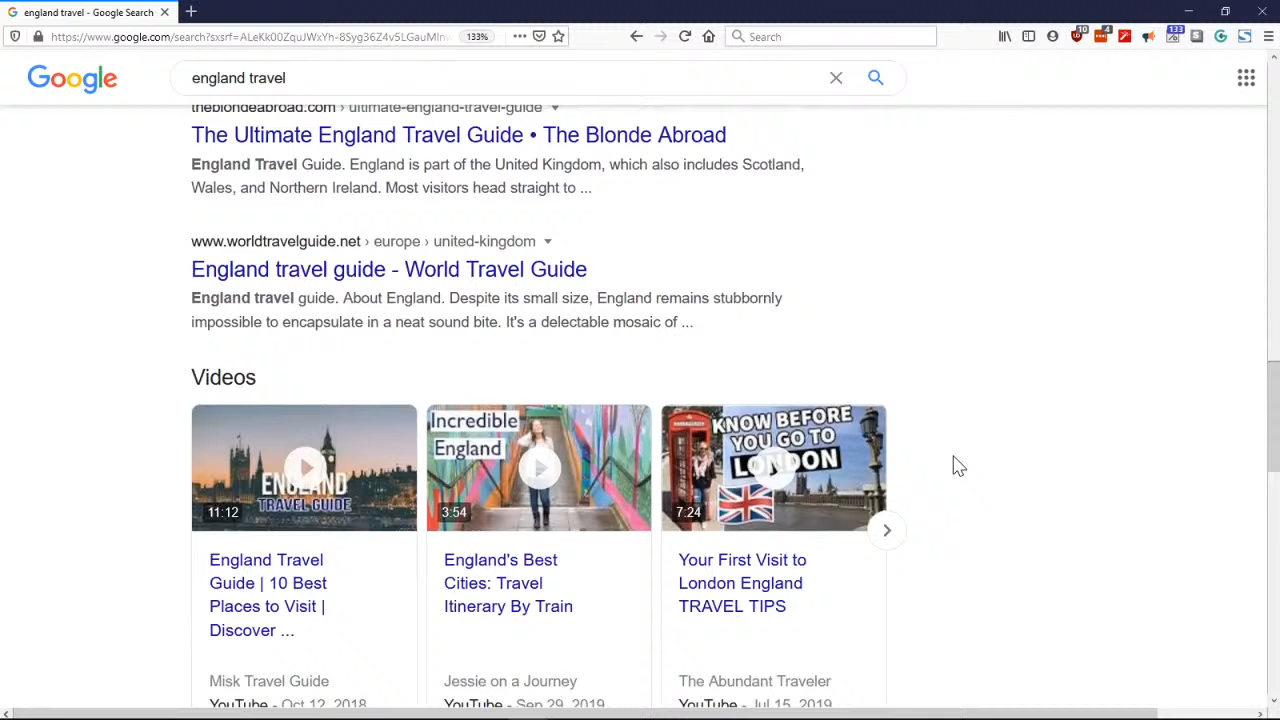 england travel - Google Search
https://www.google.com/search?sxsrf=ALeKk00ZquJWxYh-8Syg36Z4v5LGauMlnw
133%
Search
10
4
133
Google
england travel
theblondeabroad.com › ultimate-england-travel-guide
The Ultimate England Travel Guide • The Blonde Abroad
England Travel Guide. England is part of the United Kingdom, which also includes Scotland,
Wales, and Northern Ireland. Most visitors head straight to ...
www.worldtravelguide.net › europe › united-kingdom
England travel guide - World Travel Guide
England travel guide. About England. Despite its small size, England remains stubbornly
impossible to encapsulate in a neat sound bite. It's a delectable mosaic of ...
Videos
ENGLAND
TRAVEL GUIDE
11:12
Incredible
England
3:54
KNOW BEFORE
YOU GO TO
LONDON
7:24
England Travel
Guide | 10 Best
Places to Visit |
Discover ...
Misk Travel Guide
YouTube - Oct 12, 2018
England's Best
Cities: Travel
Itinerary By Train
Jessie on a Journey
YouTube - Sep 29, 2019
Your First Visit to
London England
TRAVEL TIPS
The Abundant Traveler
YouTube - Jul 15, 2019